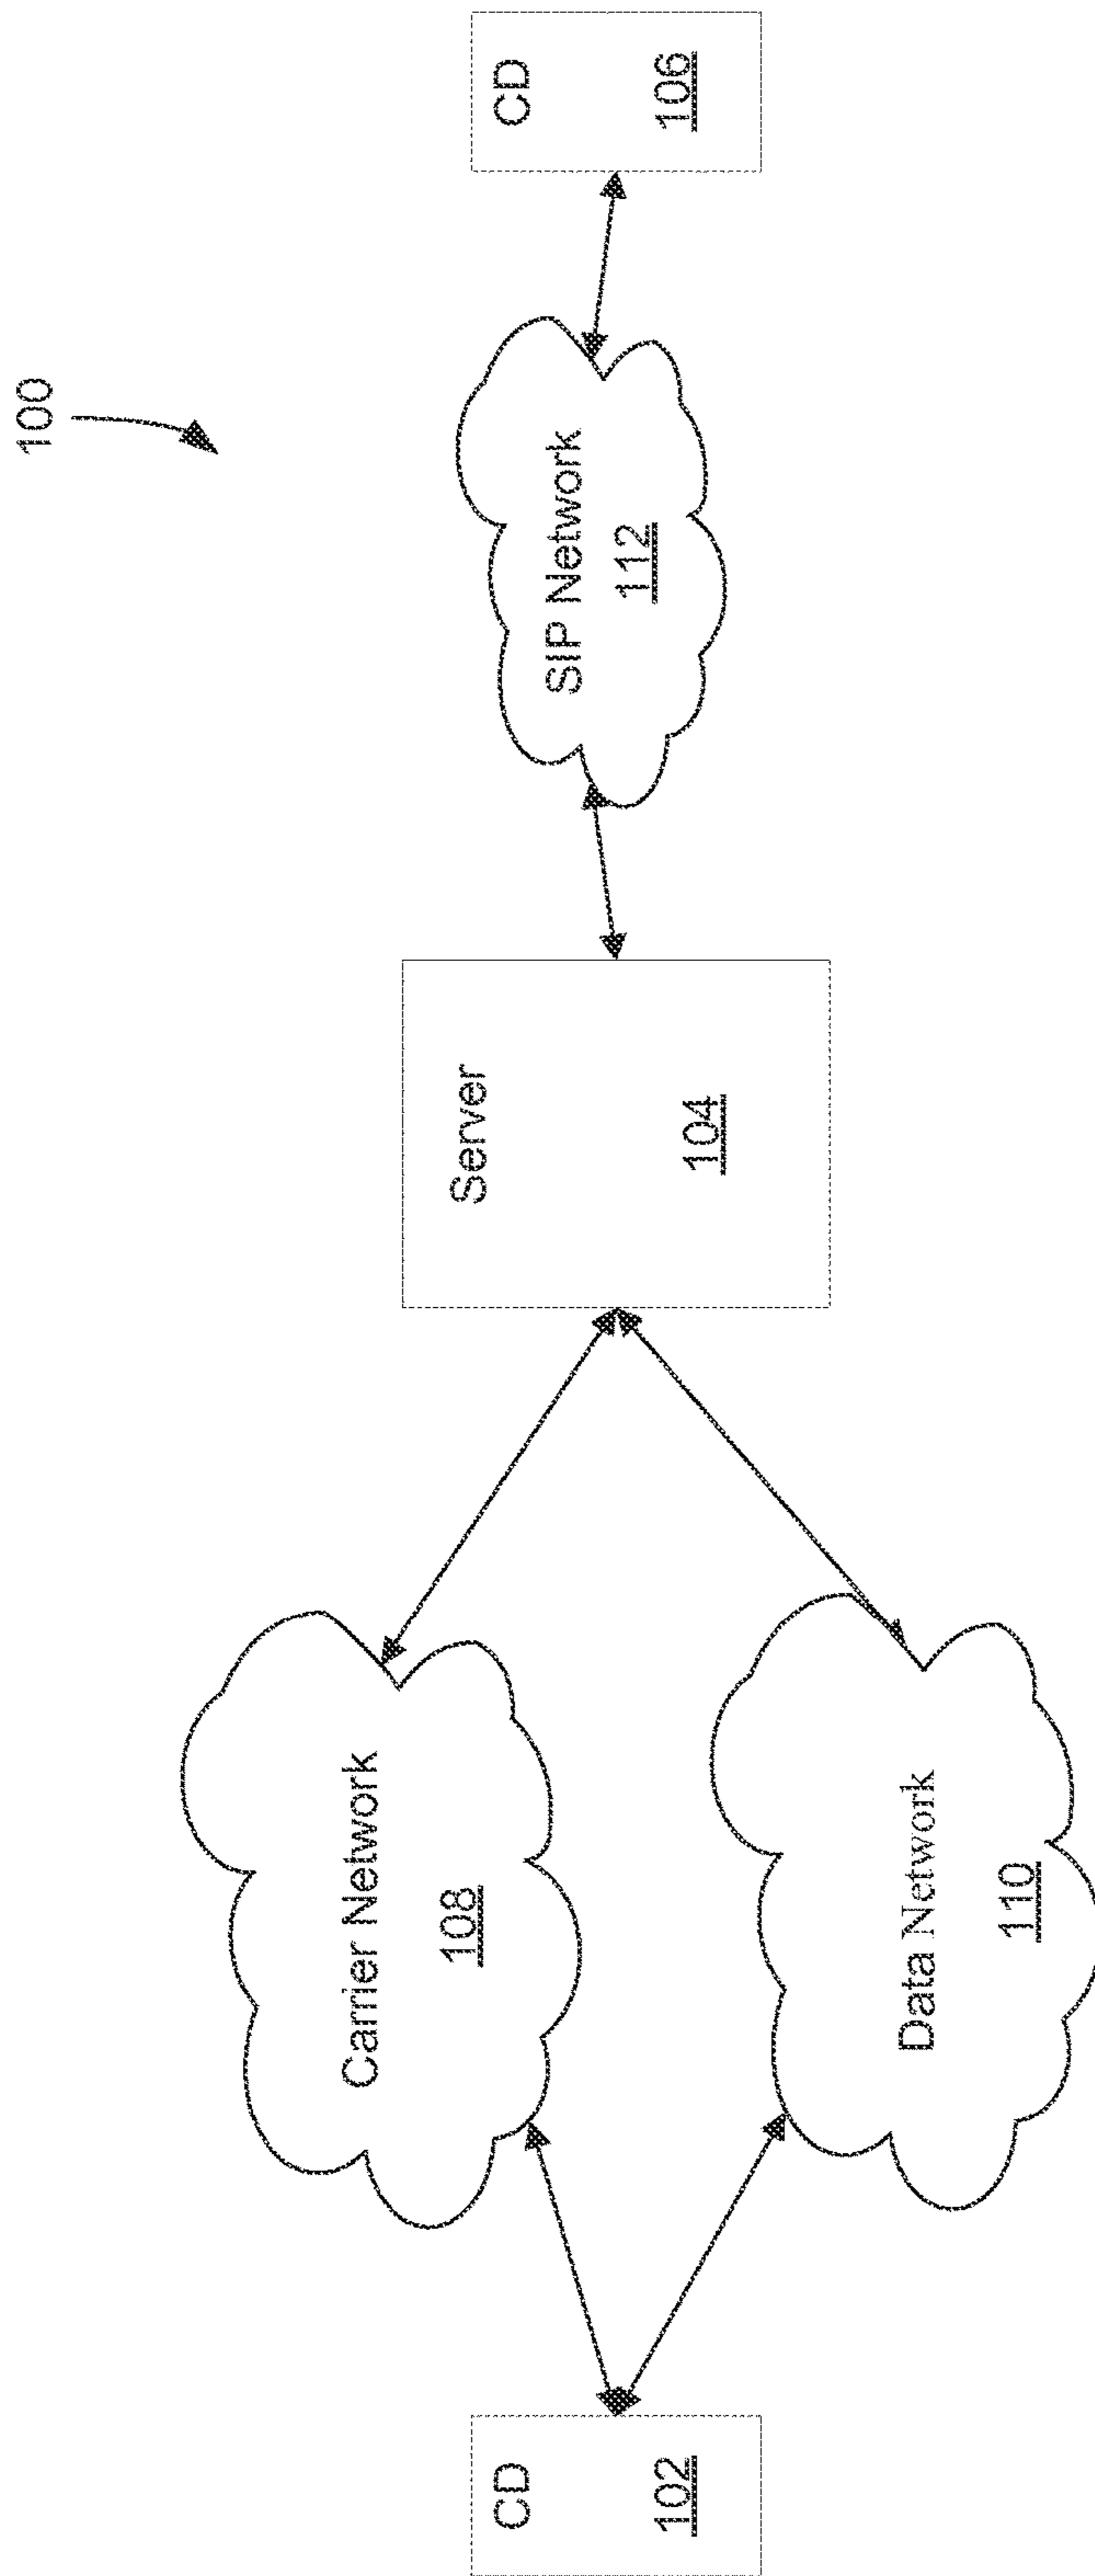 100
CD
102
Carrier Network
108
Data Network
110
Server
104
SIP Network
112
CD
106